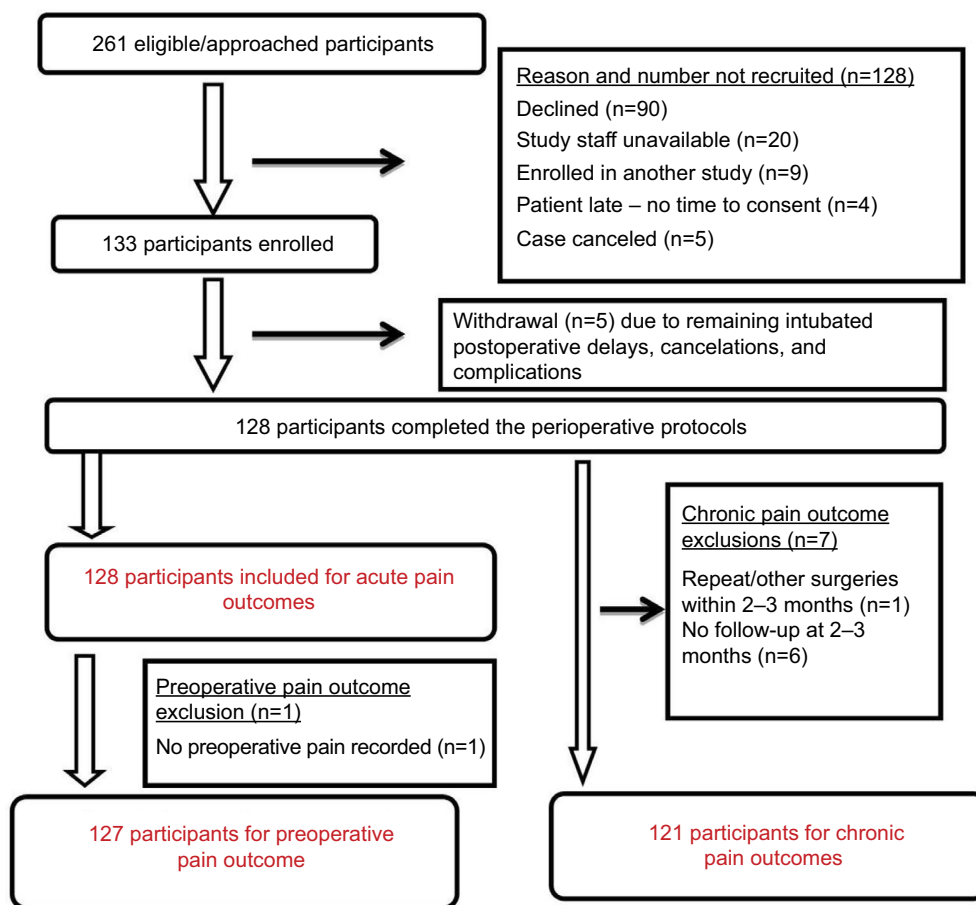 261 eligible/approached participants
Reason and number not recruited (n=128)
Declined (n=90)
Study staff unavailable (n=20)
Enrolled in another study (n=9)
Patient late – no time to consent (n=4)
Case canceled (n=5)
133 participants enrolled
Withdrawal (n=5) due to remaining intubated
postoperative delays, cancelations, and
complications
128 participants completed the perioperative protocols
Chronic pain outcome
exclusions (n=7)
Repeat/other surgeries
within 2–3 months (n=1)
No follow-up at 2–3
months (n=6)
128 participants included for acute pain
outcomes
Preoperative pain outcome
exclusion (n=1)
No preoperative pain recorded (n=1)
127 participants for preoperative
pain outcome
121 participants for chronic
pain outcomes